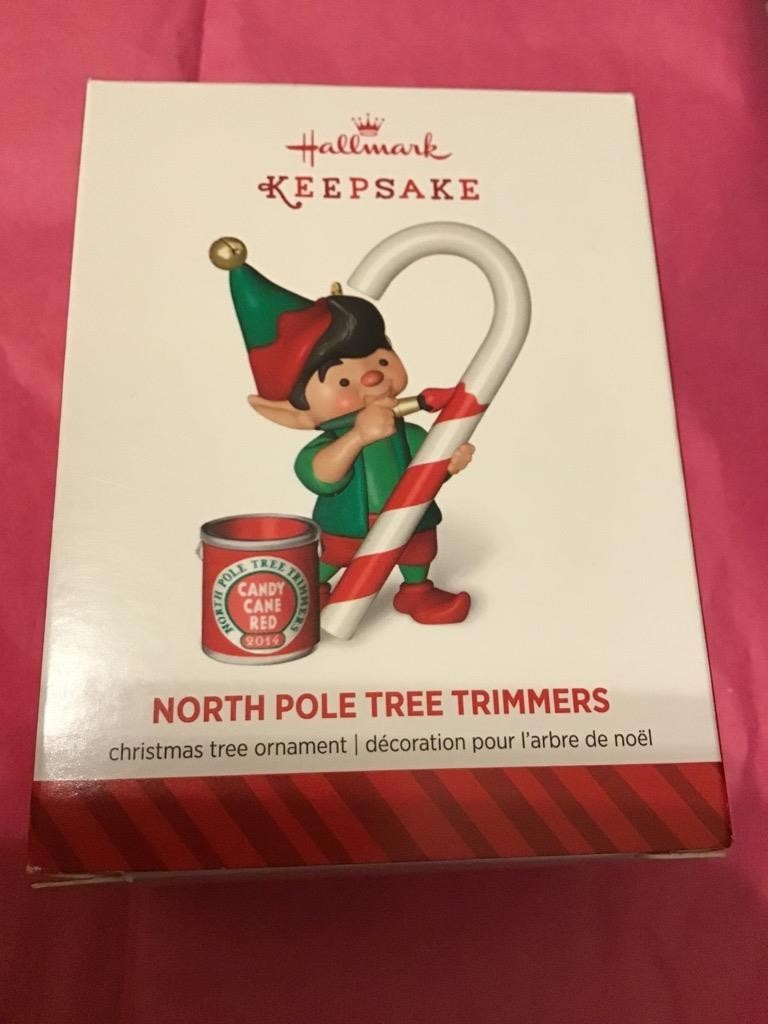 Hallmark
KEEPSAKE
NORTH POLE TREE TRIMMERS
CANDY
CANE
RED
2014
NORTH POLE TREE TRIMMERS
christmas tree ornament | décoration pour l'arbre de noël